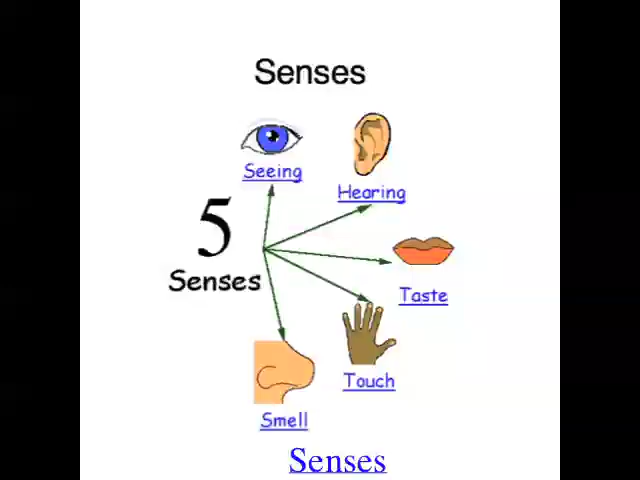 Senses
Seeing
Hearing
5
Senses
Taste
Touch
Smell
Senses